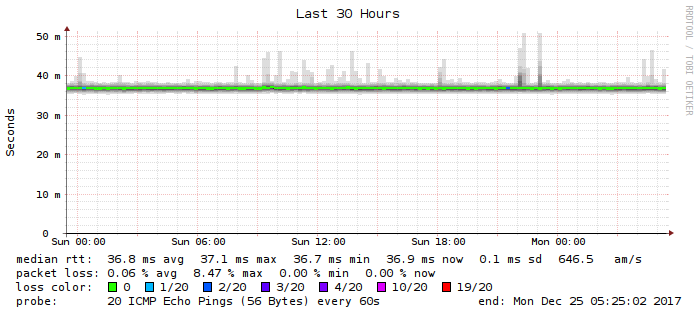 Last 30 Hours
RRDTOOL / TOBI OETIKER
Seconds
50 m
40 m
30 m
20 m
10 m
0
Sun 00:00 Sun 06:00 Sun 12:00 Sun 18:00 Mon 00:00
median rtt: 36.8 ms avg 37.1 ms max 36.7 ms min 36.9 ms now 0.1 ms sd 646.5 am/s
packet loss: 0.06 % avg 8.47 % max 0.00 % min 0.00 % now
loss color: 0 1/20 2/20 3/20 4/20 10/20 19/20
probe: 20 ICMP Echo Pings (56 Bytes) every 60s end: Mon Dec 25 05:25:02 2017